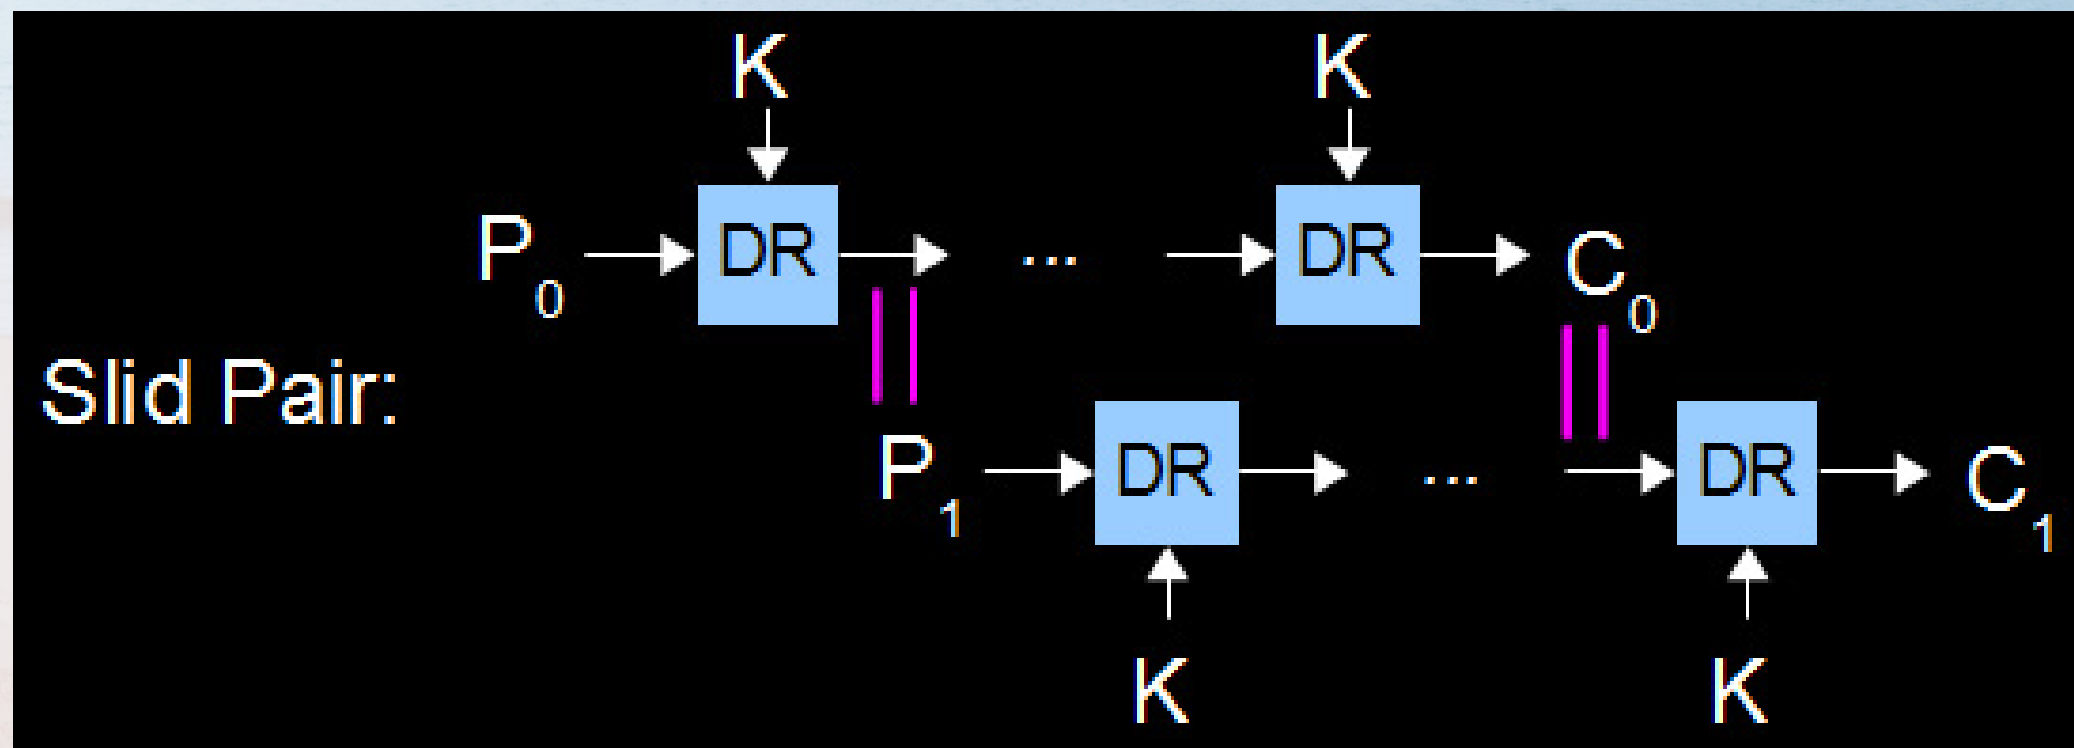 K K
P0 DR ... DR C0
Slid Pair:
P1 DR ... DR C1
K K